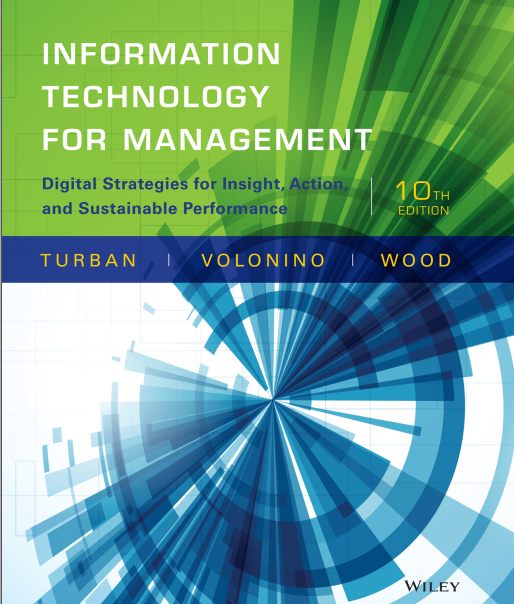 INFORMATION
TECHNOLOGY
FOR MANAGEMENT
Digital Strategies for Insight, Action,
and Sustainable Performance
10TH
EDITION
TURBAN | VOLONINO | WOOD
WILEY